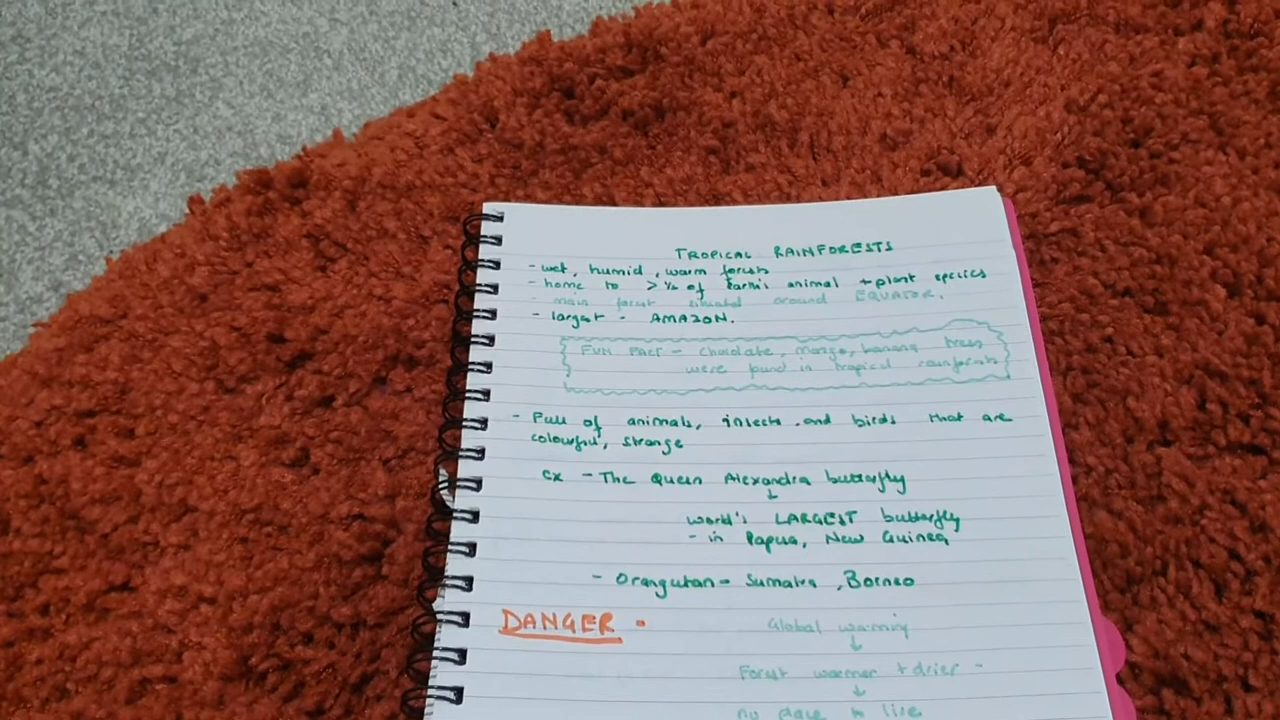 TROPICAL RAINFORESTS
- wet, humid, warm forests
- home to > ½ of Earth's animal + plant species
- main forest situated around EQUATOR.
- largest - AMAZON.
FUN FACT - chocolate, mango, banana trees
were found in tropical rainforests
- Full of animals, insects and birds that are
colourful, strange
ex - The Queen Alexandra butterfly
↓
world's LARGEST butterfly
- in Papua, New Guinea
- Orangutan - Sumatra, Borneo
DANGER -
Global warming
↓
Forest warmer + drier -
↓
no place to live